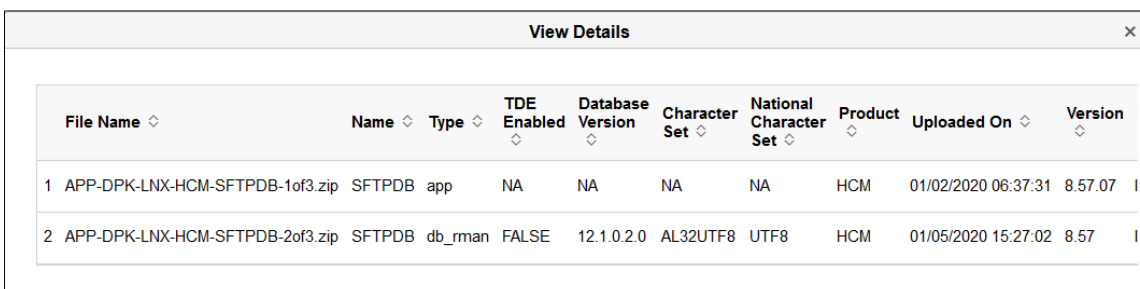 View Details
File Name Name Type TDE Enabled Database Version Character Set National Character Set Product Uploaded On Version
1 APP-DPK-LNX-HCM-SFTPDB-1of3.zip SFTPDB app NA NA NA NA HCM 01/02/2020 06:37:31 8.57.07
2 APP-DPK-LNX-HCM-SFTPDB-2of3.zip SFTPDB db_rman FALSE 12.1.0.2.0 AL32UTF8 UTF8 HCM 01/05/2020 15:27:02 8.57